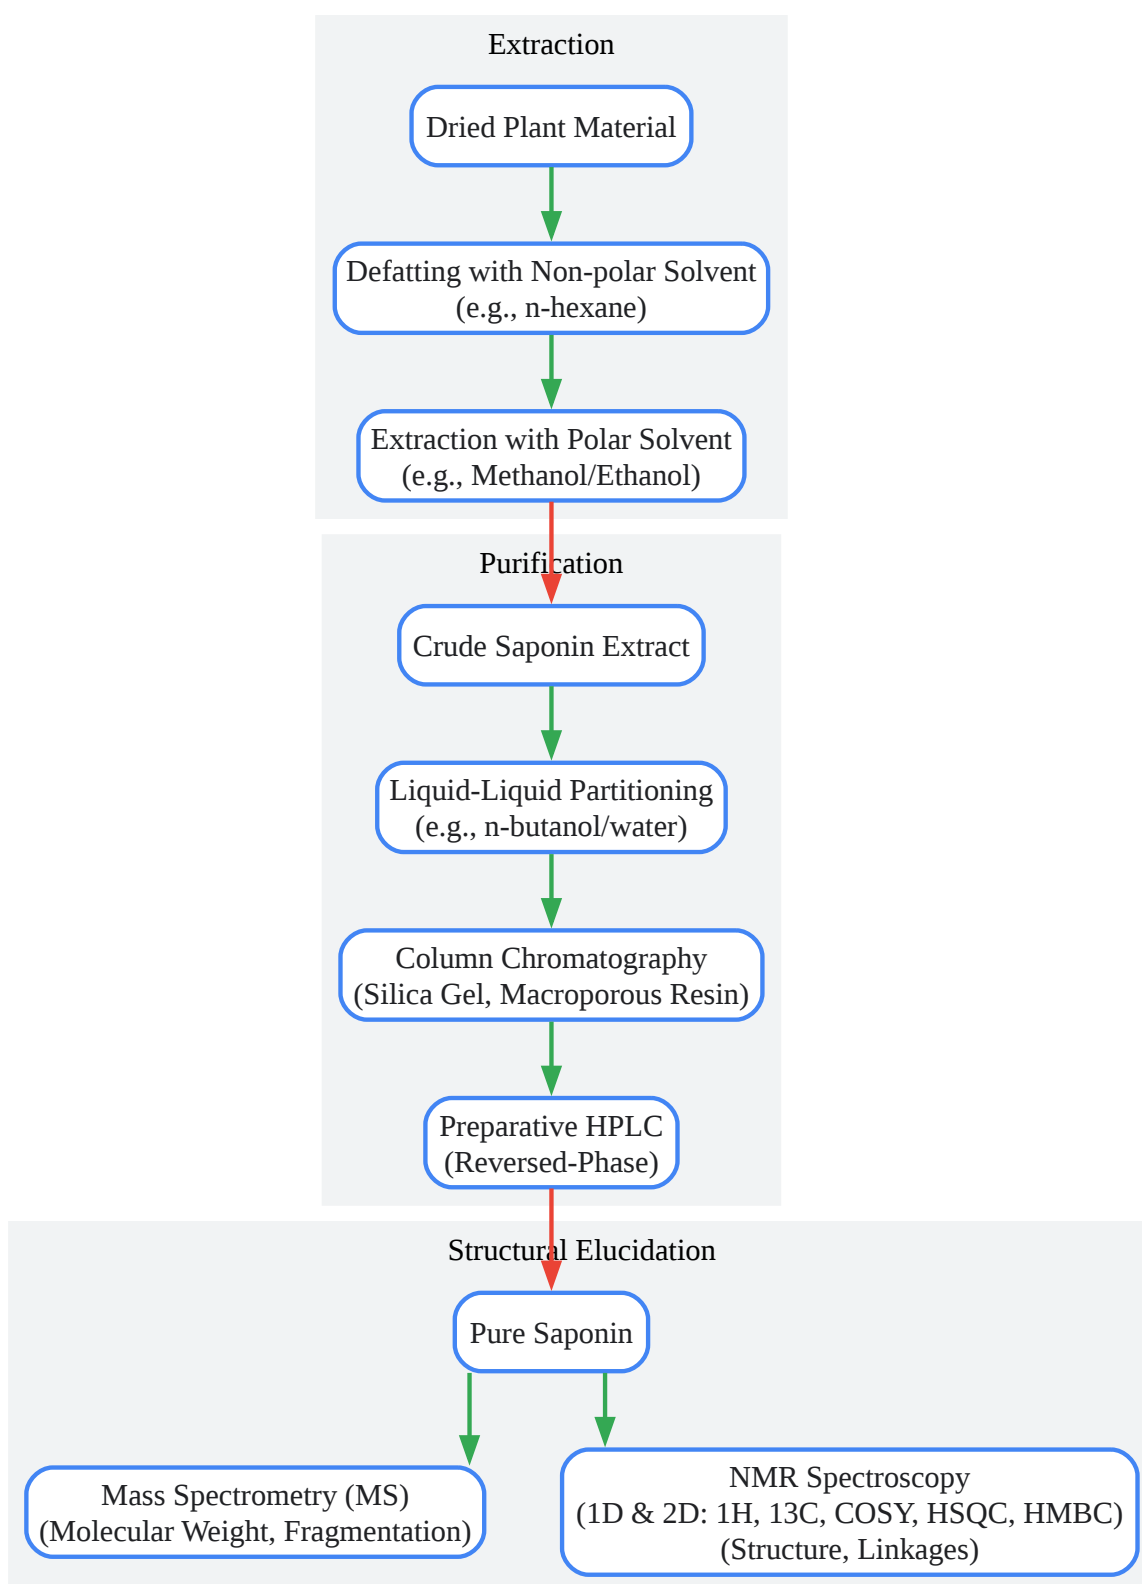 Extraction
Dried Plant Material
Defatting with Non-polar Solvent
(e.g., n-hexane)
Extraction with Polar Solvent
(e.g., Methanol/Ethanol)
Purification
Crude Saponin Extract
Liquid-Liquid Partitioning
(e.g., n-butanol/water)
Column Chromatography
(Silica Gel, Macroporous Resin)
Preparative HPLC
(Reversed-Phase)
Structural Elucidation
Pure Saponin
Mass Spectrometry (MS)
(Molecular Weight, Fragmentation)
NMR Spectroscopy
(1D & 2D: 1H, 13C, COSY, HSQC, HMBC)
(Structure, Linkages)